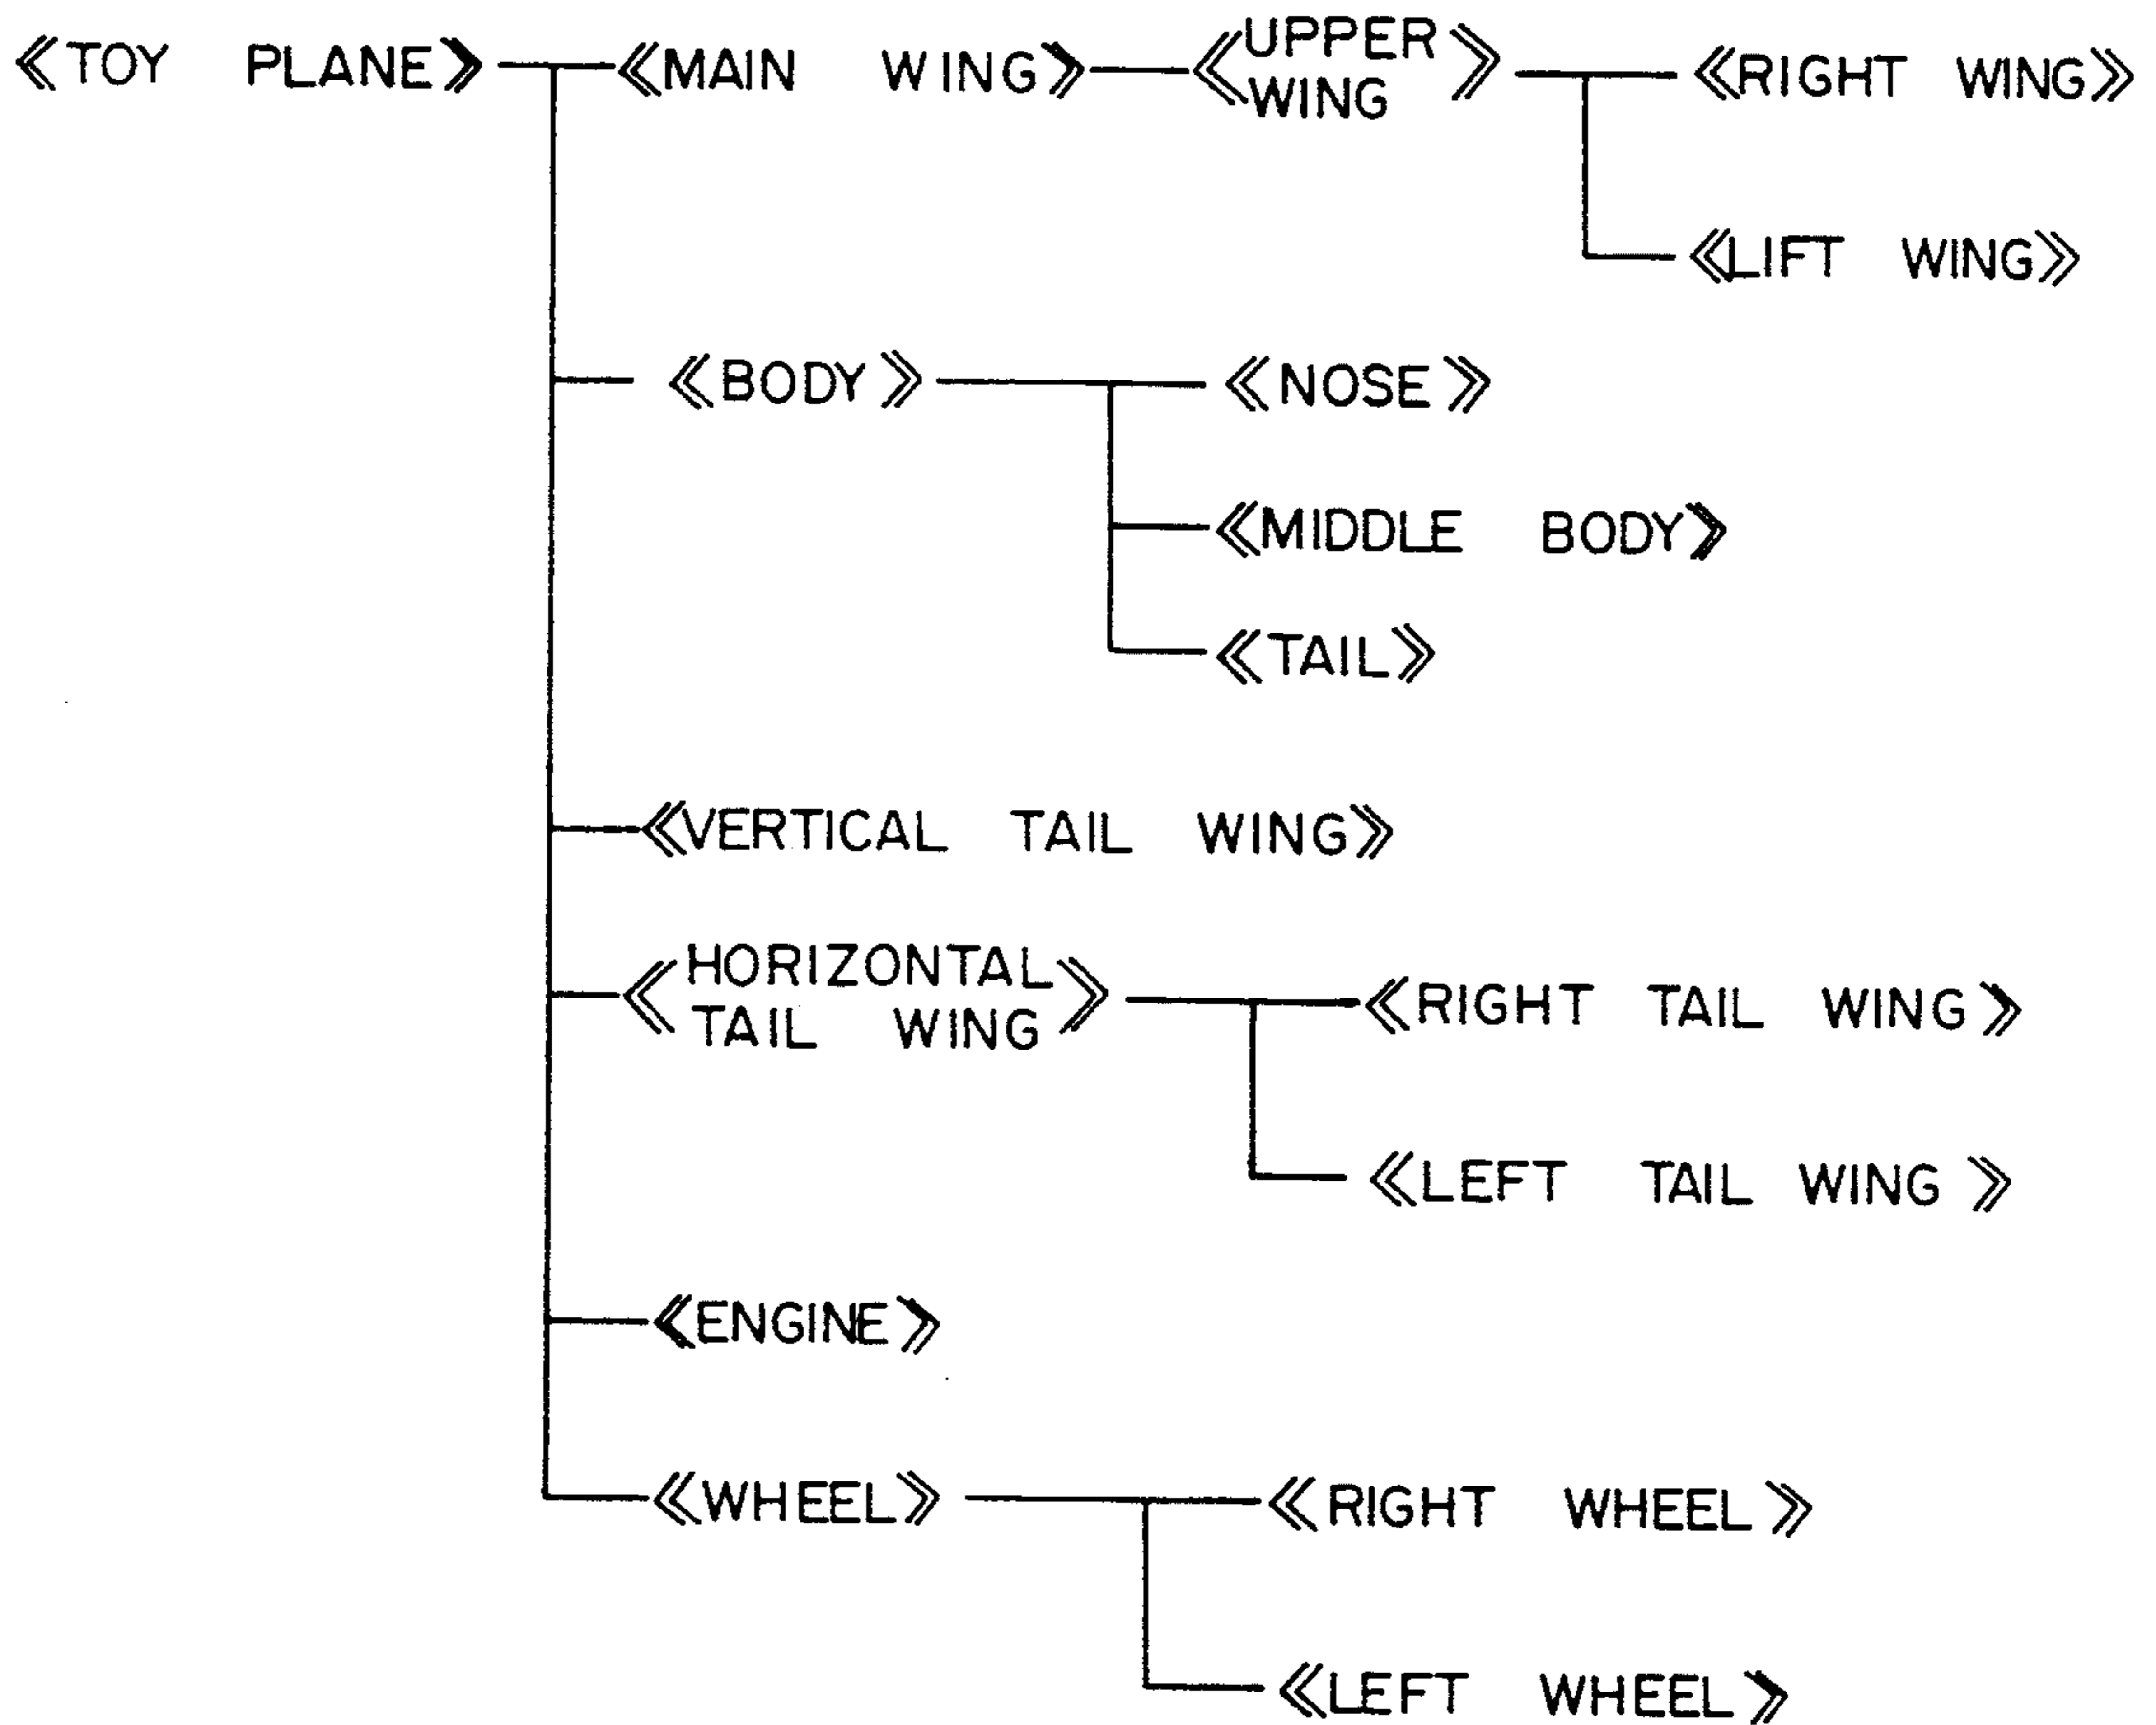 《TOY PLANE》 《MAIN WING》 《UPPER WING》 《RIGHT WING》
《LIFT WING》
《BODY》 《NOSE》
《MIDDLE BODY》
《TAIL》
《VERTICAL TAIL WING》
《HORIZONTAL
TAIL WING》 《RIGHT TAIL WING》
《LEFT TAIL WING》
《ENGINE》
《WHEEL》 《RIGHT WHEEL》
《LEFT WHEEL》